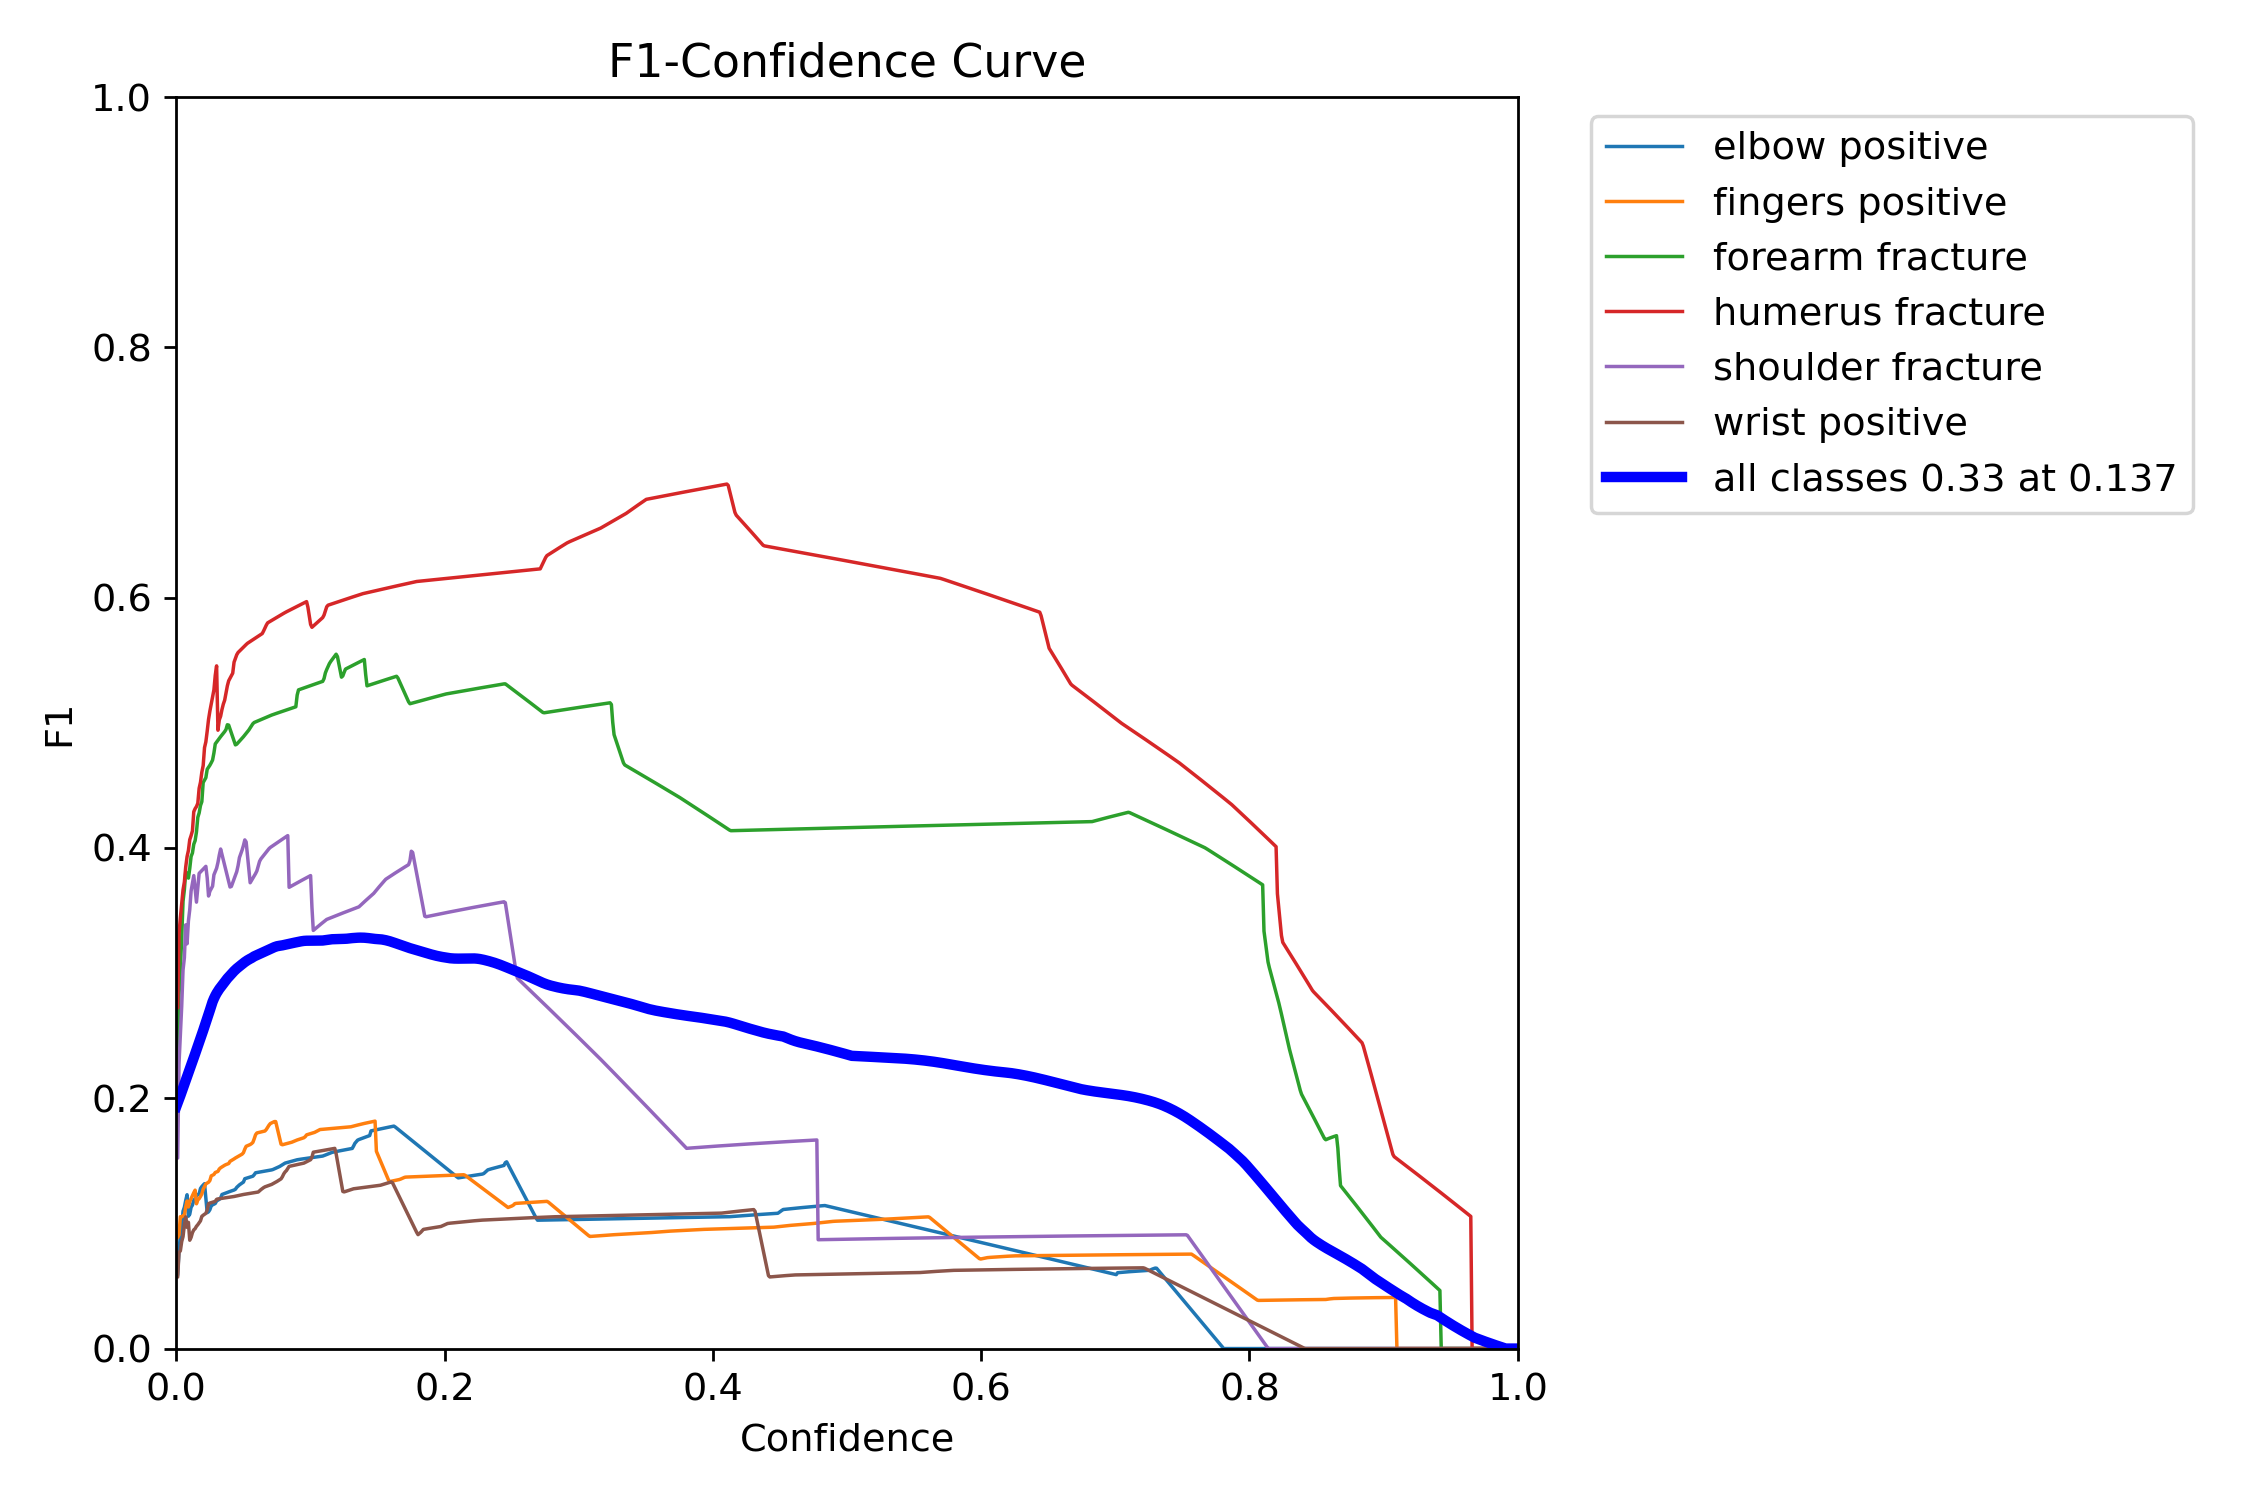 F1-Confidence Curve
1.0
0.8
0.6
0.4
0.2
0.0
F1
0.0 0.2 0.4 0.6 0.8 1.0
Confidence
elbow positive
fingers positive
forearm fracture
humerus fracture
shoulder fracture
wrist positive
all classes 0.33 at 0.137